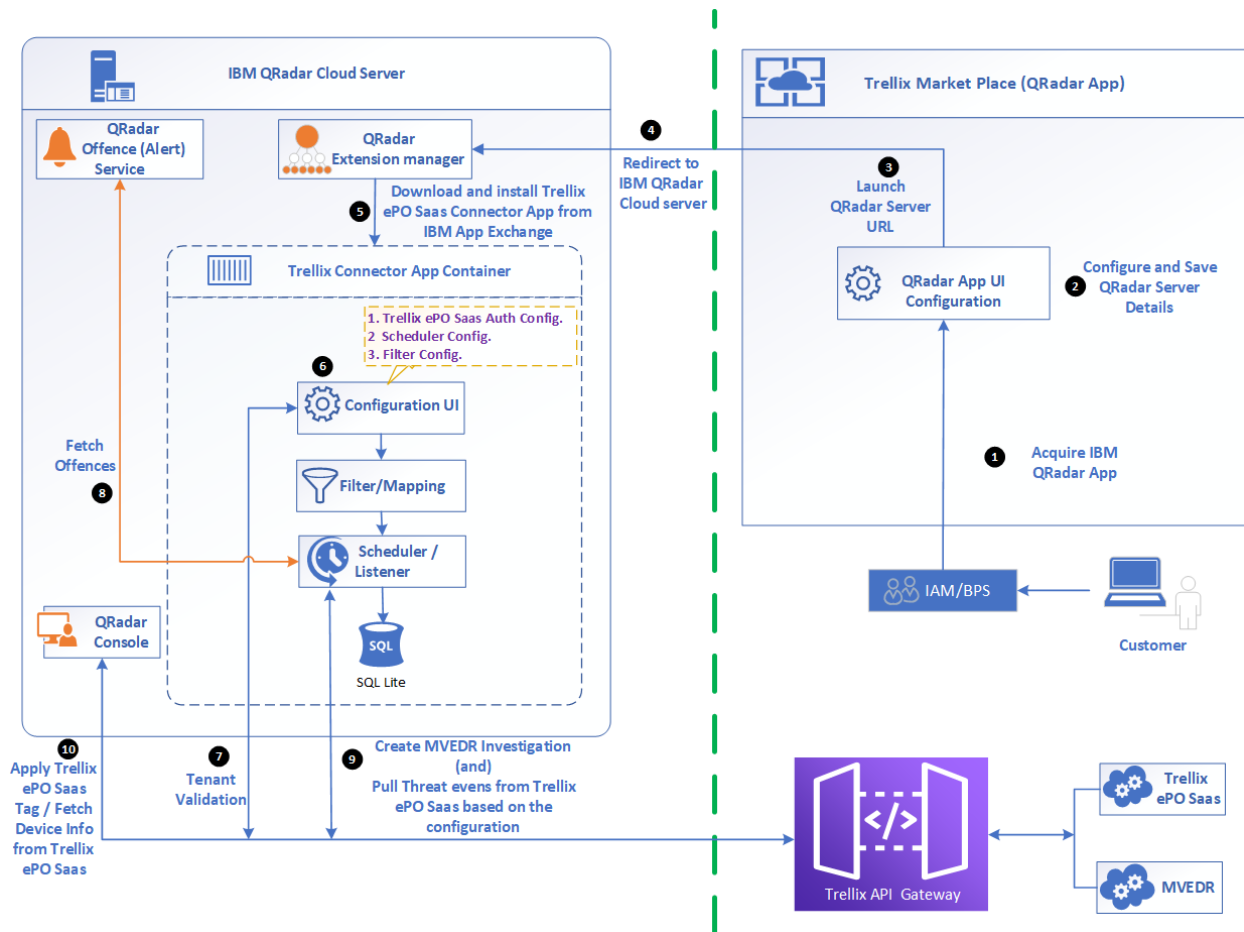 IBM QRadar Cloud Server
QRadar
Offence (Alert)
Service
QRadar
Extension manager
5
Download and install Trellix
ePO Saas Connector App from
IBM App Exchange
Trellix Connector App Container
1. Trellix ePO Saas Auth Config.
2 Scheduler Config.
3. Filter Config.
6
Configuration UI
Filter/Mapping
Scheduler /
Listener
SQL
SQL Lite
Fetch
Offences
8
QRadar
Console
10
Apply Trellix
ePO Saas
Tag / Fetch
Device Info
from Trellix
ePO Saas
7
Tenant
Validation
9
Create MVEDR Investigation
(and)
Pull Threat evens from Trellix
ePO Saas based on the
configuration
4
Redirect to
IBM QRadar
Cloud server
Trellix Market Place (QRadar App)
3
Launch
QRadar Server
URL
QRadar App UI
Configuration
2
Configure and Save
QRadar Server
Details
1
Acquire IBM
QRadar App
IAM/BPS
Customer
Trellix API Gateway
Trellix
ePO Saas
MVEDR